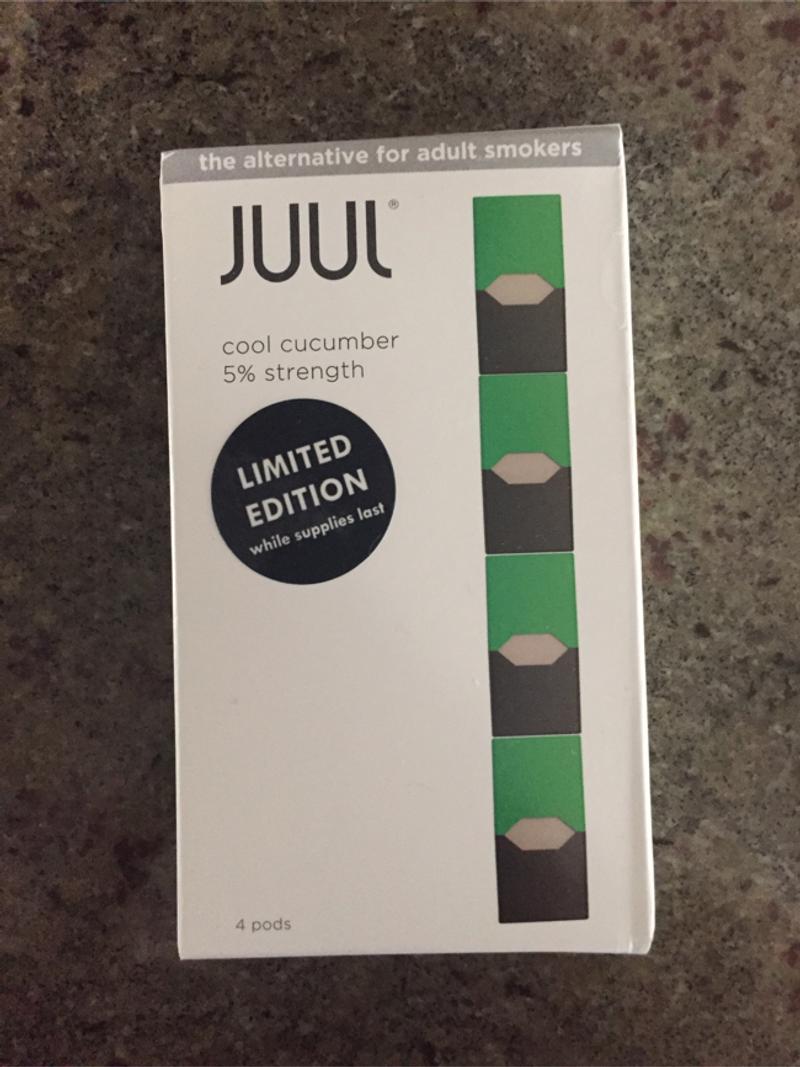 the alternative for adult smokers
JUUL®
cool cucumber
5% strength
LIMITED
EDITION
while supplies last
4 pods